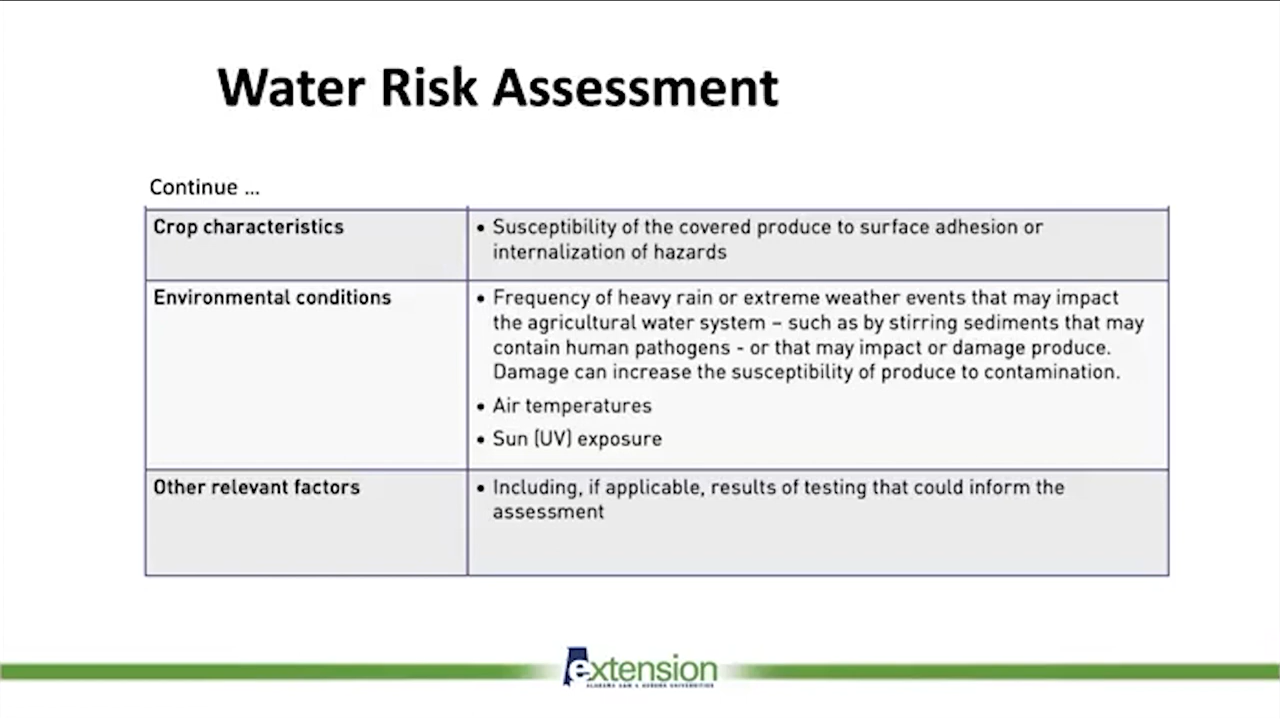 Water Risk Assessment
Continue ...
Crop characteristics
• Susceptibility of the covered produce to surface adhesion or
internalization of hazards
Environmental conditions
• Frequency of heavy rain or extreme weather events that may impact
the agricultural water system – such as by stirring sediments that may
contain human pathogens - or that may impact or damage produce.
Damage can increase the susceptibility of produce to contamination.
• Air temperatures
• Sun (UV) exposure
Other relevant factors
• Including, if applicable, results of testing that could inform the
assessment
extension
ALABAMA A&M & AUBURN UNIVERSITIES